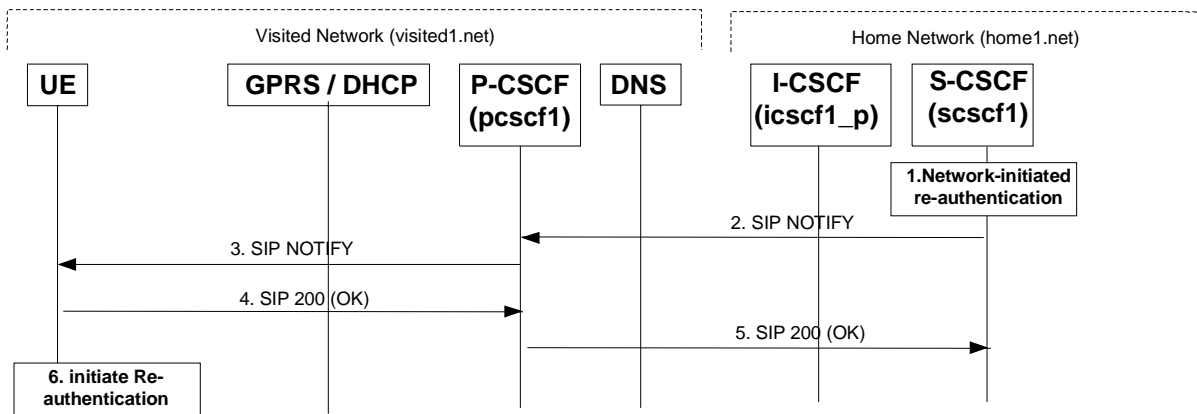 Visited Network (visited1.net)
Home Network (home1.net)
UE
GPRS / DHCP
P-CSCF
(pcscf1)
DNS
I-CSCF
(icscf1_p)
S-CSCF
(scscf1)
1.Network-initiated
re-authentication
2. SIP NOTIFY
3. SIP NOTIFY
4. SIP 200 (OK)
5. SIP 200 (OK)
6. initiate Re-
authentication